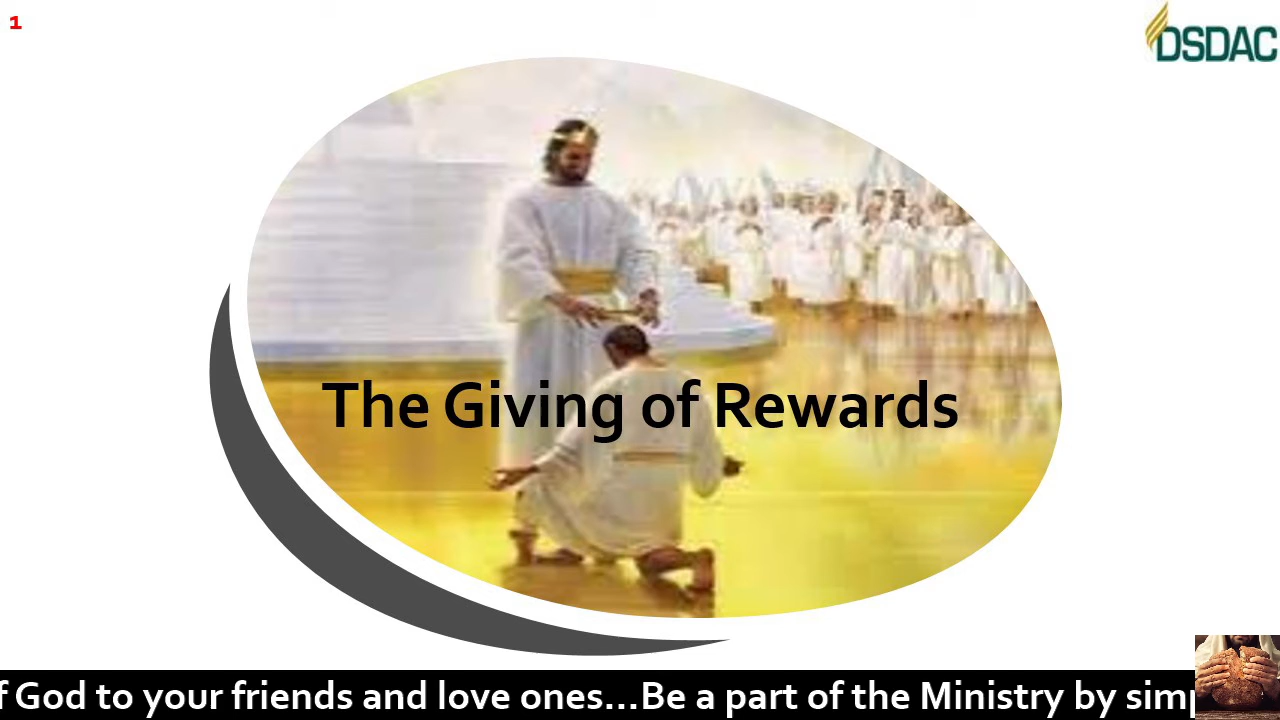 1
DSDAC
The Giving of Rewards
f God to your friends and love ones...Be a part of the Ministry by simp